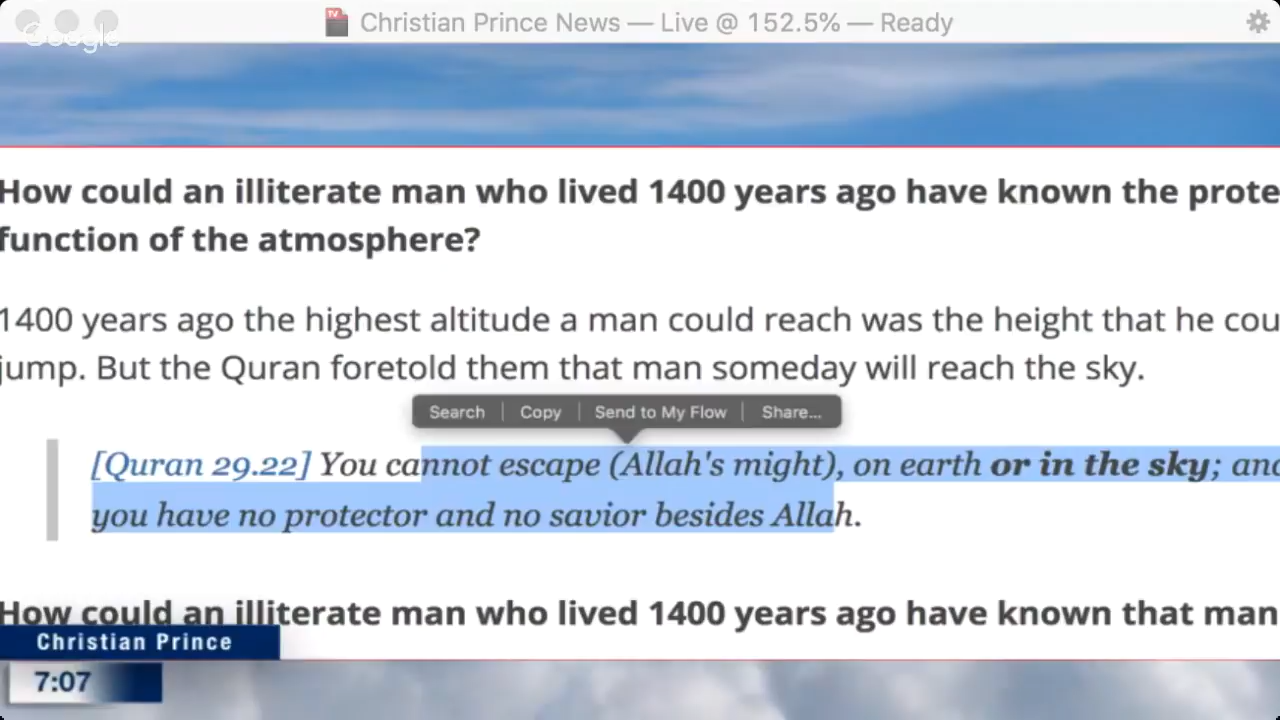 Christian Prince News — Live @ 152.5% — Ready
Google
How could an illiterate man who lived 1400 years ago have known the prote
function of the atmosphere?
1400 years ago the highest altitude a man could reach was the height that he cou
jump. But the Quran foretold them that man someday will reach the sky.
Search Copy Send to My Flow Share...
[Quran 29.22] You cannot escape (Allah's might), on earth or in the sky; and
you have no protector and no savior besides Allah.
How could an illiterate man who lived 1400 years ago have known that man
Christian Prince
7:07